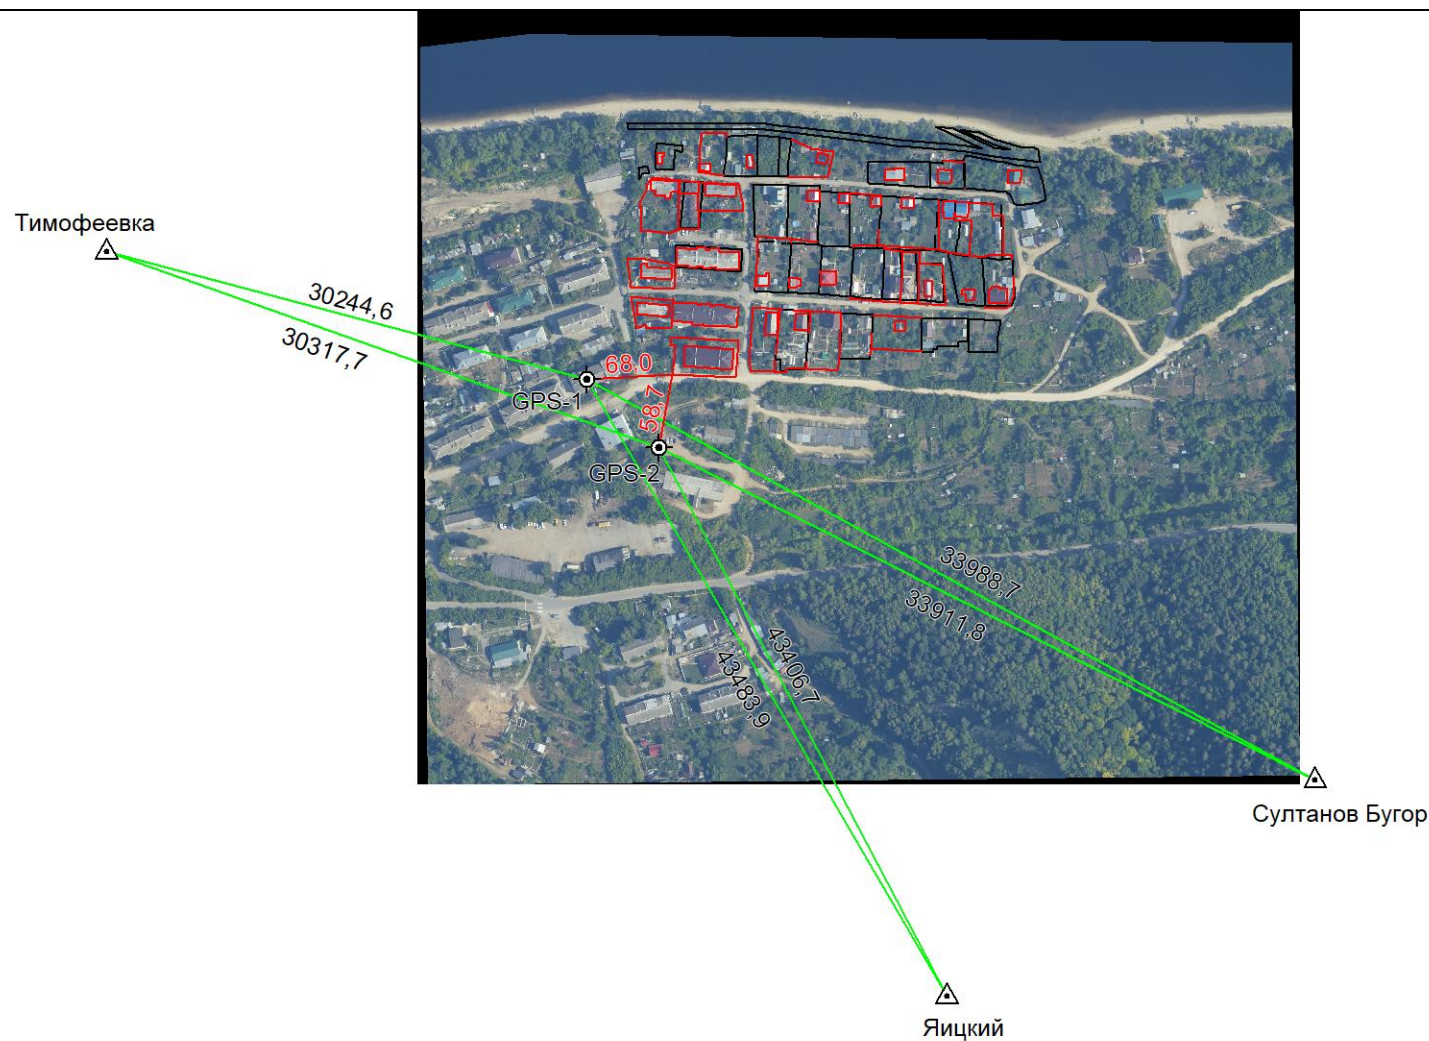 Тимофеевка
30244,6
30317,7
68,0
GPS-1
58,7
GPS-2
33988,7
33911,8
43406,7
43483,9
Султанов Бугор
Яицкий